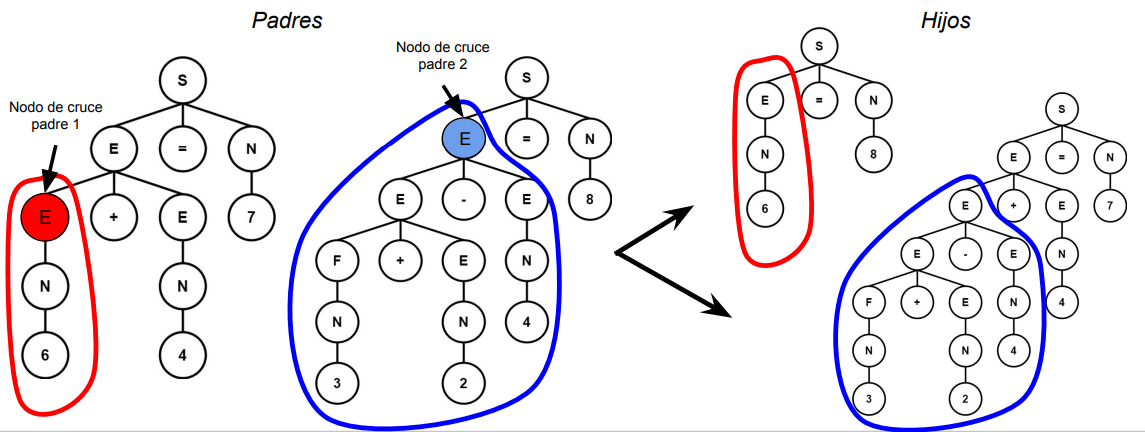 Padres
Hijos
Nodo de cruce
padre 1
Nodo de cruce
padre 2
S
E = N
E + E 7
N N
6 4
S
E = N
E - E 8
F + E N
N N 4
3 2
S
E = N
N 8
6
S
E = N
E + E 7
E - E N
F + E N 4
N N 4
3 2